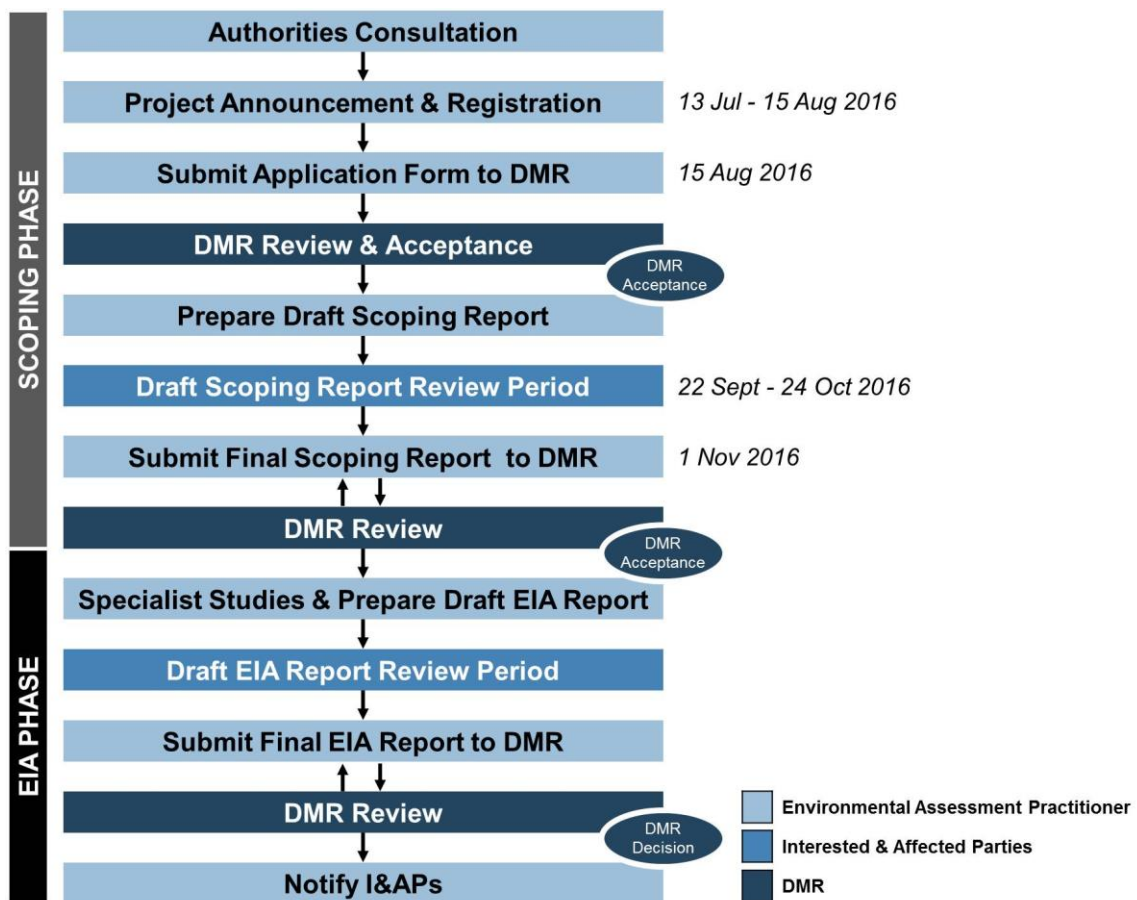 SCOPING PHASE
Authorities Consultation
Project Announcement & Registration
13 Jul - 15 Aug 2016
Submit Application Form to DMR
15 Aug 2016
DMR Review & Acceptance
DMR
Acceptance
Prepare Draft Scoping Report
Draft Scoping Report Review Period
22 Sept - 24 Oct 2016
Submit Final Scoping Report to DMR
1 Nov 2016
DMR Review
DMR
Acceptance
EIA PHASE
Specialist Studies & Prepare Draft EIA Report
Draft EIA Report Review Period
Submit Final EIA Report to DMR
DMR Review
DMR
Decision
Notify I&APs
Environmental Assessment Practitioner
Interested & Affected Parties
DMR